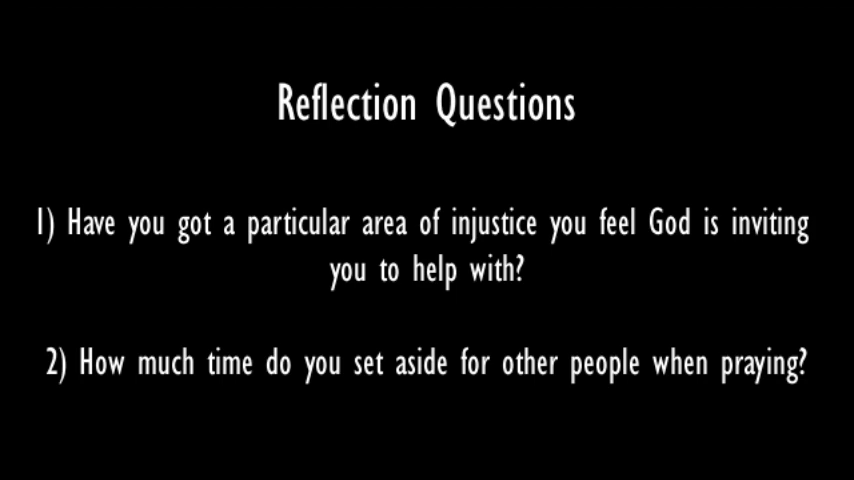 Reflection Questions
1) Have you got a particular area of injustice you feel God is inviting
you to help with?
2) How much time do you set aside for other people when praying?